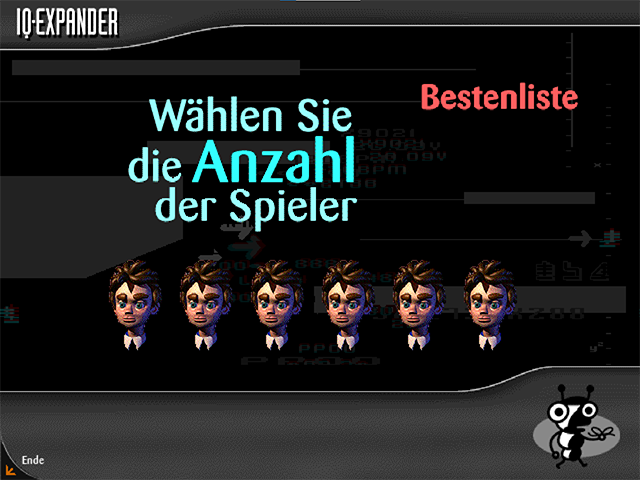 IQ-EXPANDER
Bestenliste
Wählen Sie
die Anzahl
der Spieler
Ende